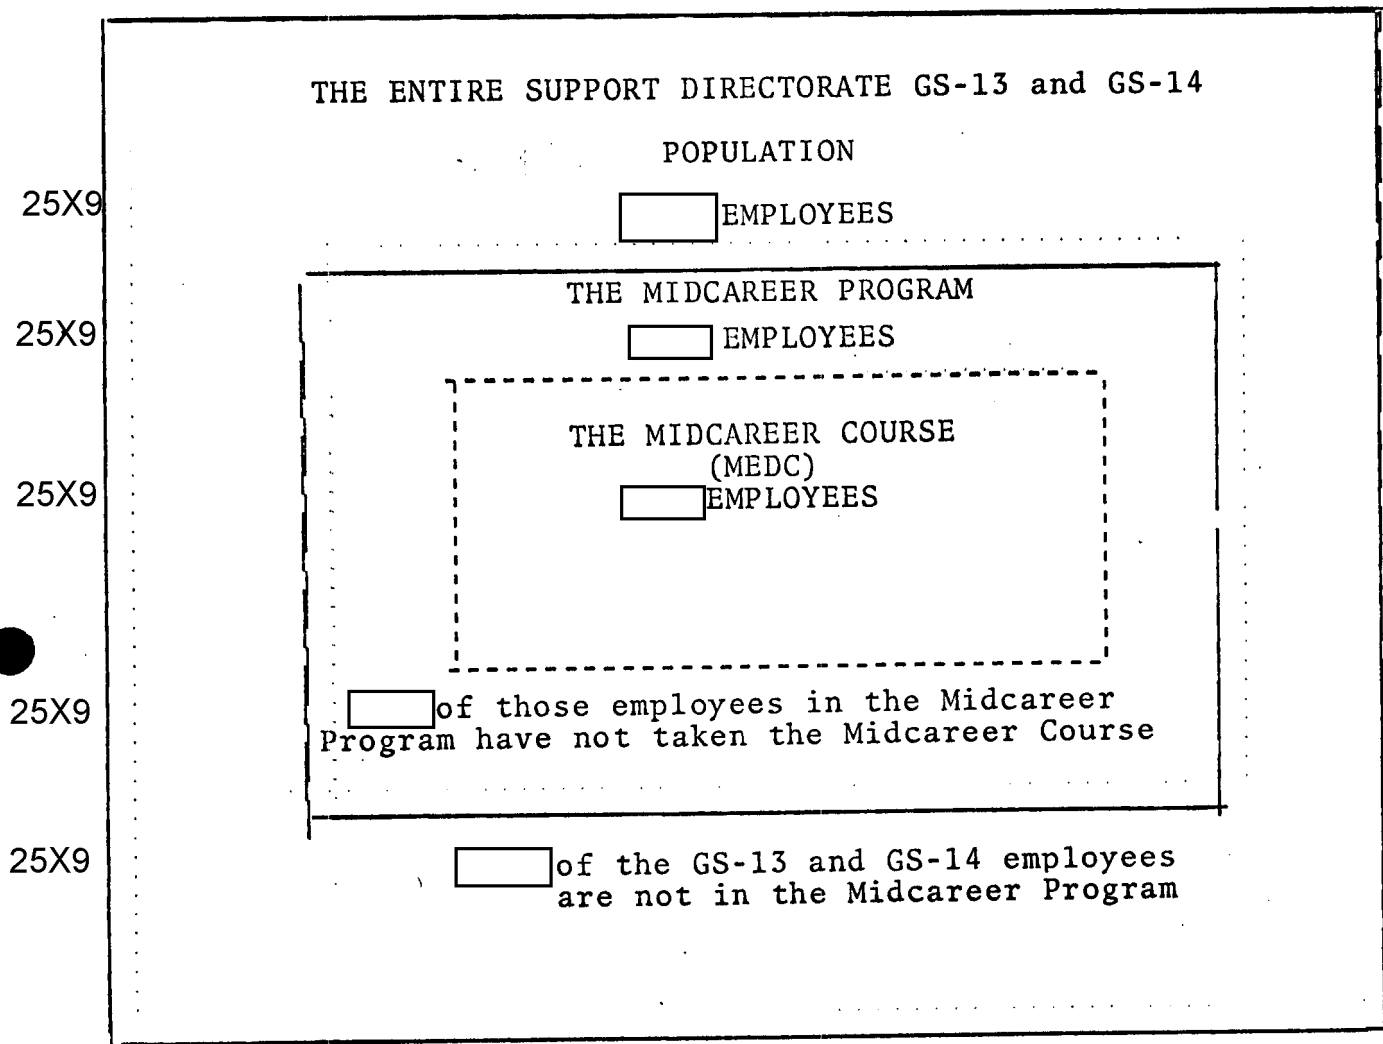 THE ENTIRE SUPPORT DIRECTORATE GS-13 and GS-14
POPULATION
25X9
EMPLOYEES
THE MIDCAREER PROGRAM
25X9
EMPLOYEES
THE MIDCAREER COURSE
(MEDC)
25X9
EMPLOYEES
25X9
of those employees in the Midcareer
Program have not taken the Midcareer Course
25X9
of the GS-13 and GS-14 employees
are not in the Midcareer Program